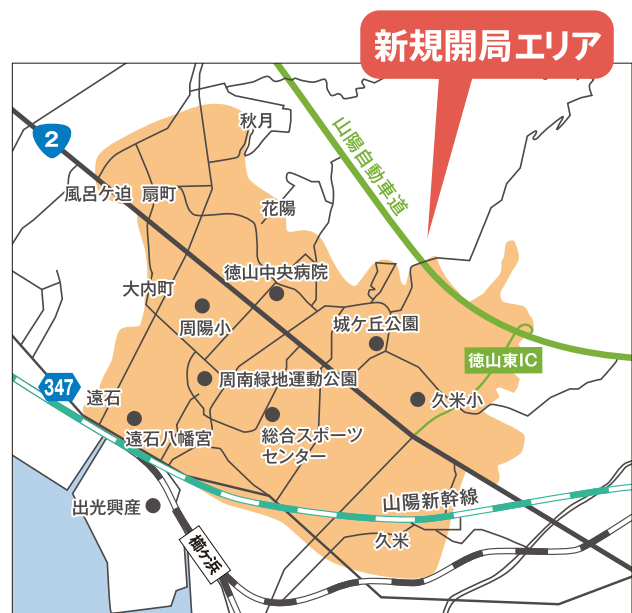 新規開局エリア
秋月
山陽自動車道
2
風呂ケ迫 扇町
花陽
徳山中央病院
大内町
周陽小
城ケ丘公園
徳山東IC
周南緑地運動公園
347
遠石
久米小
遠石八幡宮
総合スポーツ
センター
山陽新幹線
出光興産
久米
櫛ケ浜